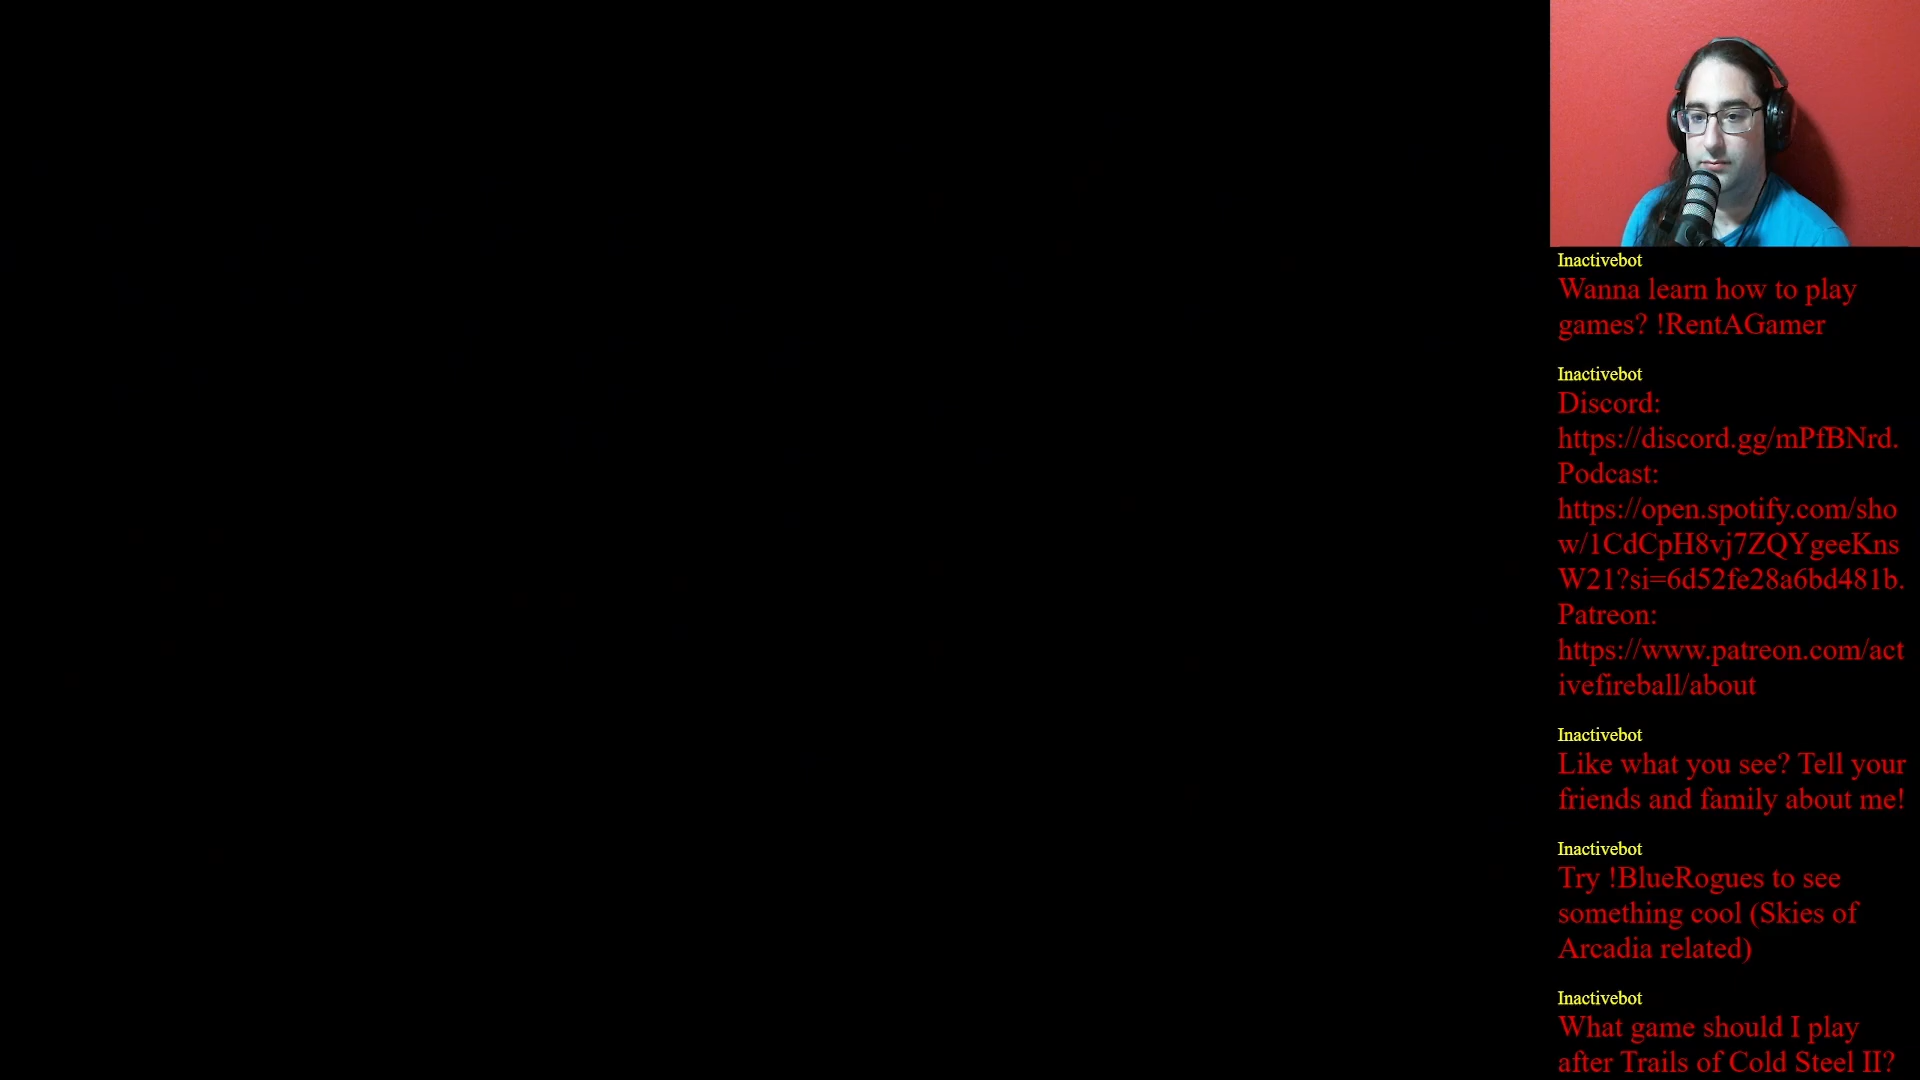 Inactivebot
Wanna learn how to play
games? !RentAGamer
Inactivebot
Discord:
https://discord.gg/mPfBNrd.
Podcast:
https://open.spotify.com/sho
w/1CdCpH8vj7ZQYgeeKns
W21?si=6d52fe28a6bd481b.
Patreon:
https://www.patreon.com/act
ivefireball/about
Inactivebot
Like what you see? Tell your
friends and family about me!
Inactivebot
Try !BlueRogues to see
something cool (Skies of
Arcadia related)
Inactivebot
What game should I play
after Trails of Cold Steel II?